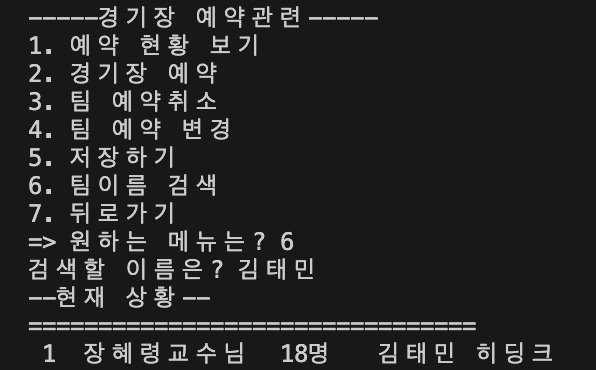 -----경기장 예약관련-----
1. 예약 현황 보기
2. 경기장 예약
3. 팀 예약취소
4. 팀 예약 변경
5. 저장하기
6. 팀이름 검색
7. 뒤로가기
=> 원하는 메뉴는? 6
검색할 이름은? 김태민
--현재 상황--
================================
1 장혜령교수님 18명 김태민 히딩크